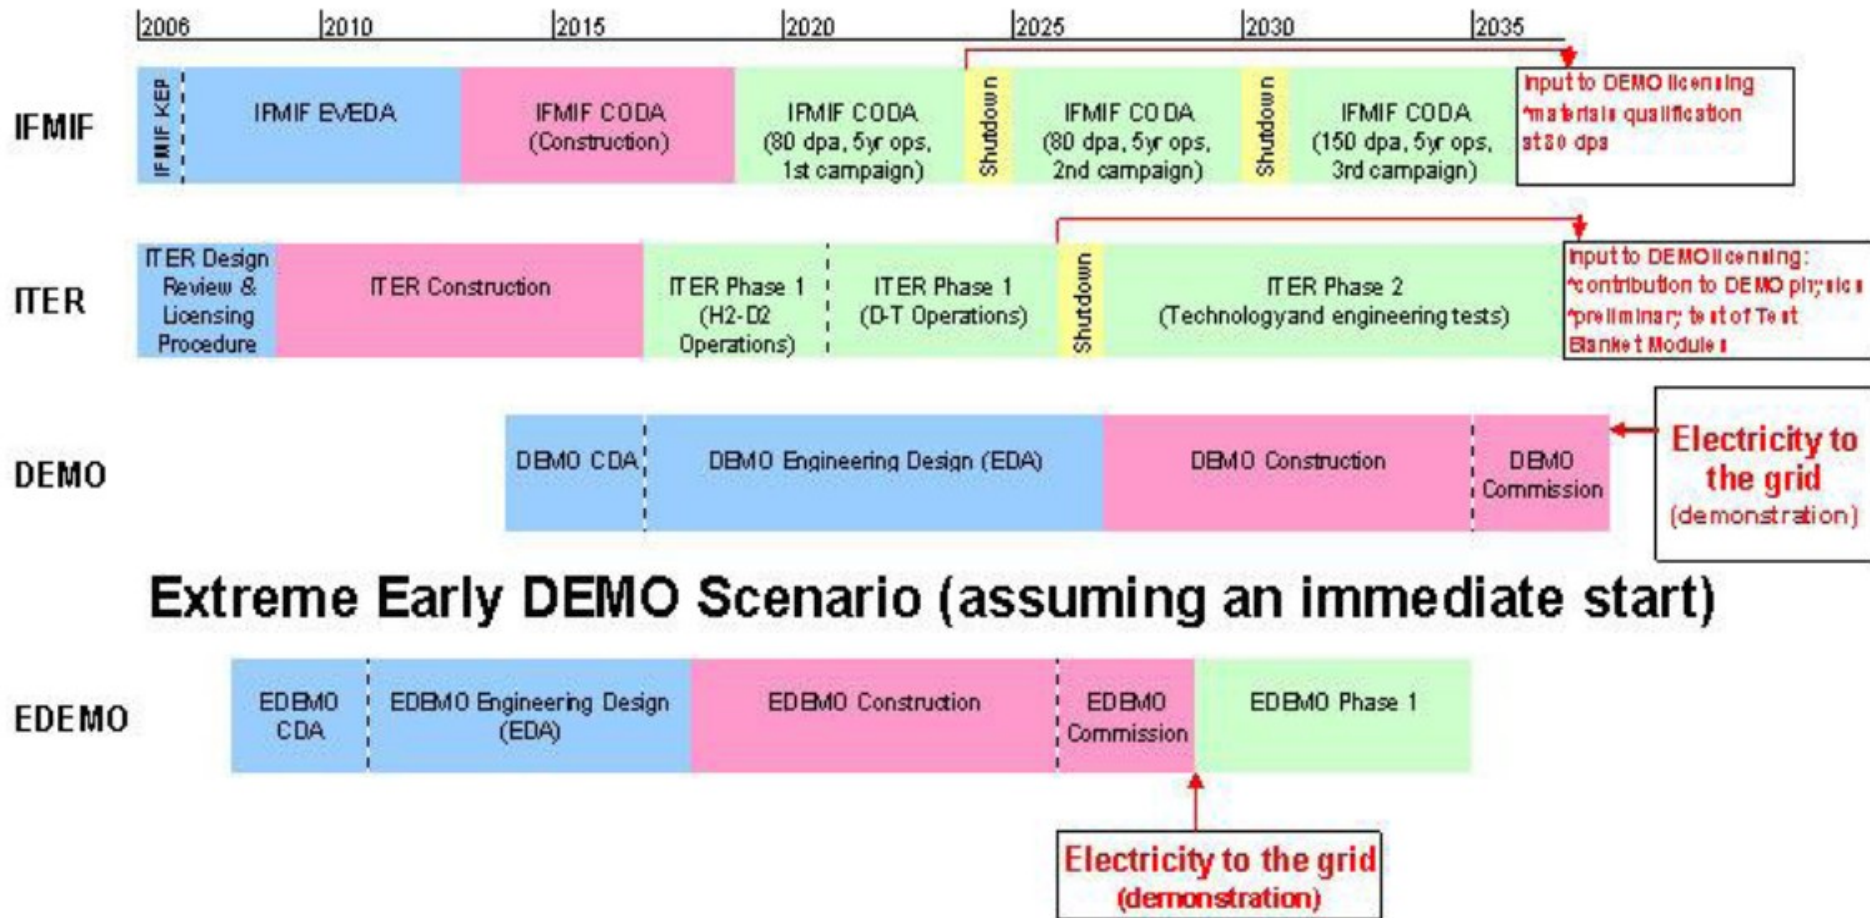 2006 2010 2015 2020 2025 2030 2035
IFMIF
IFMIF KEP
IFMIF EVEDA
IFMIF CODA
(Construction)
IFMIF CODA
(80 dpa, 5yr ops,
1st campaign)
Shutdown
IFMIF CODA
(80 dpa, 5yr ops,
2nd campaign)
Shutdown
IFMIF CODA
(150 dpa, 5yr ops,
3rd campaign)
Input to DEMO licensing
*materials qualification
at 80 dpa
ITER
ITER Design
Review &
Licensing
Procedure
ITER Construction
ITER Phase 1
(H2-D2
Operations)
ITER Phase 1
(D-T Operations)
Shutdown
ITER Phase 2
(Technology and engineering tests)
Input to DEMO licensing:
*contribution to DEMO physics
*preliminary test of Test
Blanket Modules
DEMO
DEMO CDA
DEMO Engineering Design (EDA)
DEMO Construction
DEMO
Commission
Electricity to
the grid
(demonstration)
Extreme Early DEMO Scenario (assuming an immediate start)
EDEMO
EDEMO
CDA
EDEMO Engineering Design
(EDA)
EDEMO Construction
EDEMO
Commission
EDEMO Phase 1
Electricity to the grid
(demonstration)